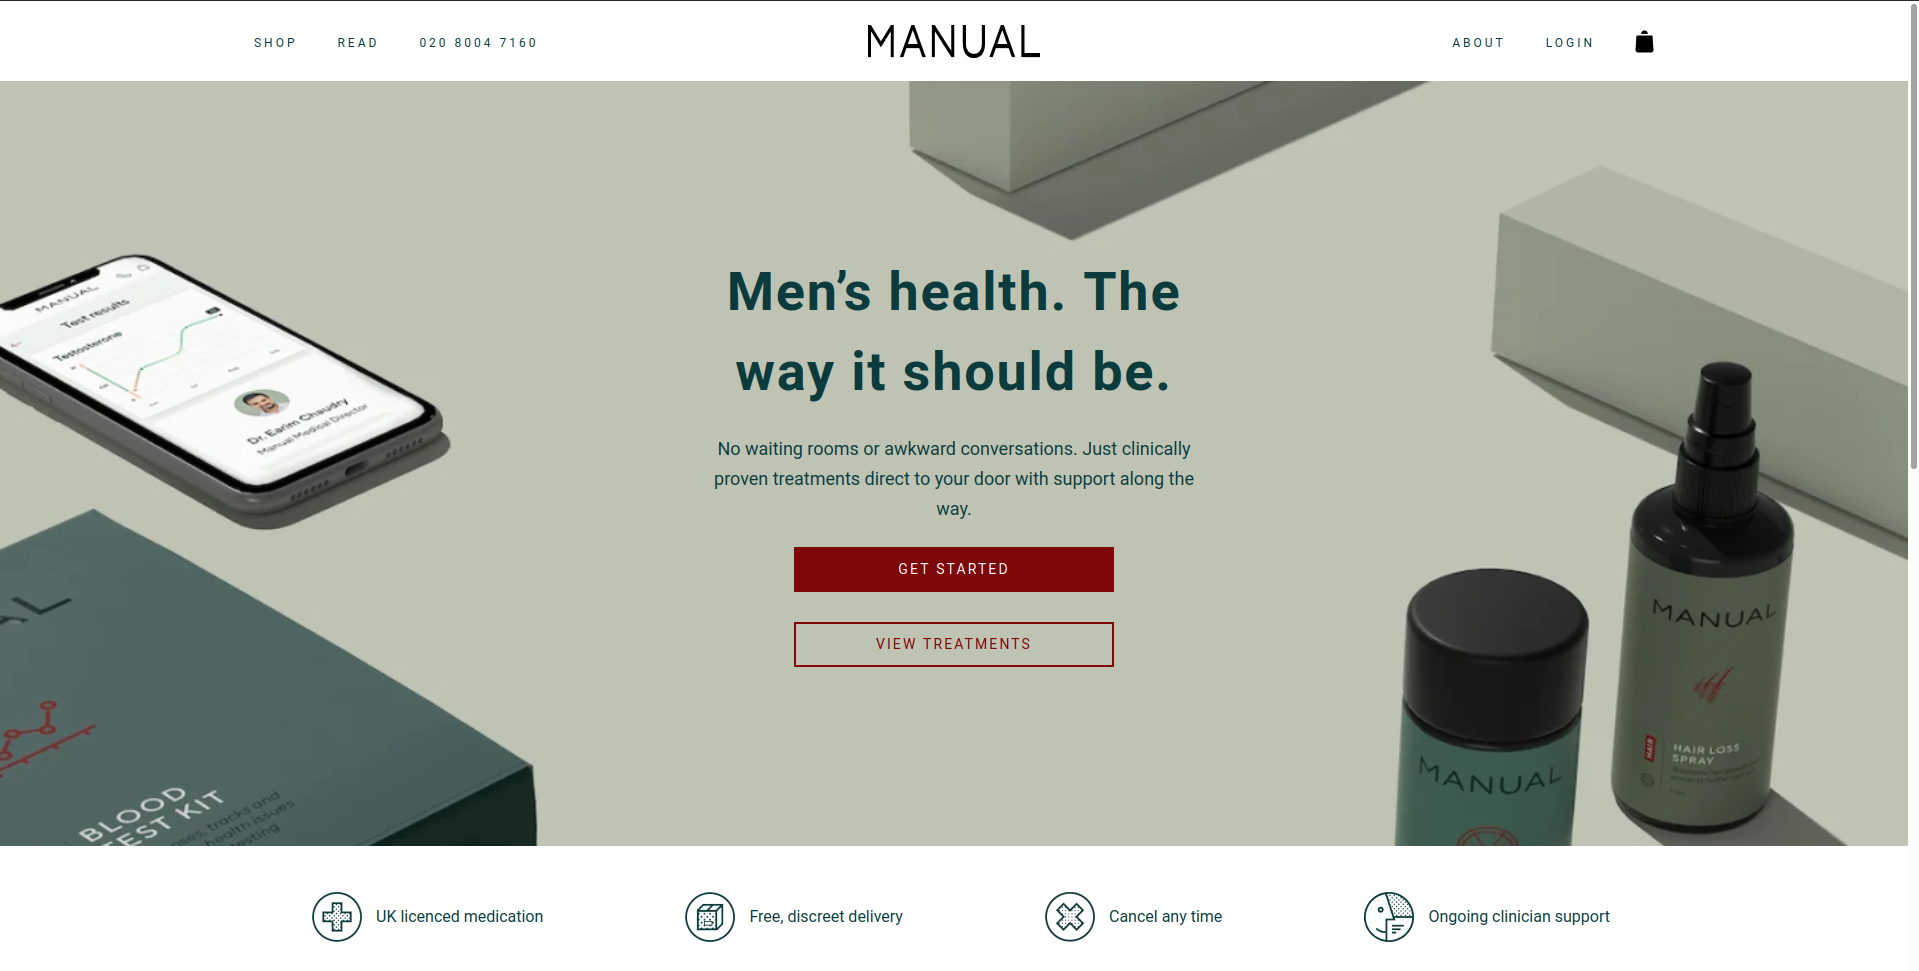 SHOP READ 020 8004 7160 MANUAL ABOUT LOGIN
Men’s health. The
way it should be.
No waiting rooms or awkward conversations. Just clinically
proven treatments direct to your door with support along the
way.
GET STARTED
VIEW TREATMENTS
MANUAL
Test results
Testosterone
Dr. Earim Chaudry
Manual Medical Director
AL
BLOOD
TEST KIT
tracks and
health issues
testing
MANUAL
MANUAL
HAIR
HAIR LOSS
SPRAY
UK licenced medication
Free, discreet delivery
Cancel any time
Ongoing clinician support